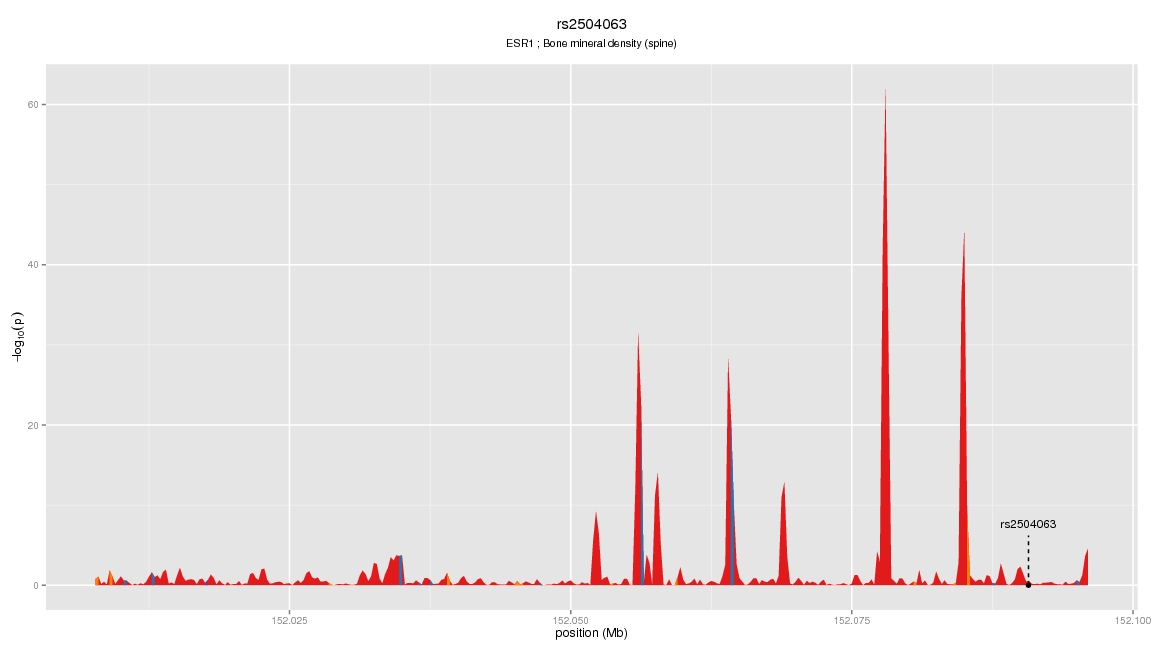 rs2504063
ESR1 ; Bone mineral density (spine)
60
40
20
0
−log10(p)
rs2504063
152.025
152.050
152.075
152.100
position (Mb)